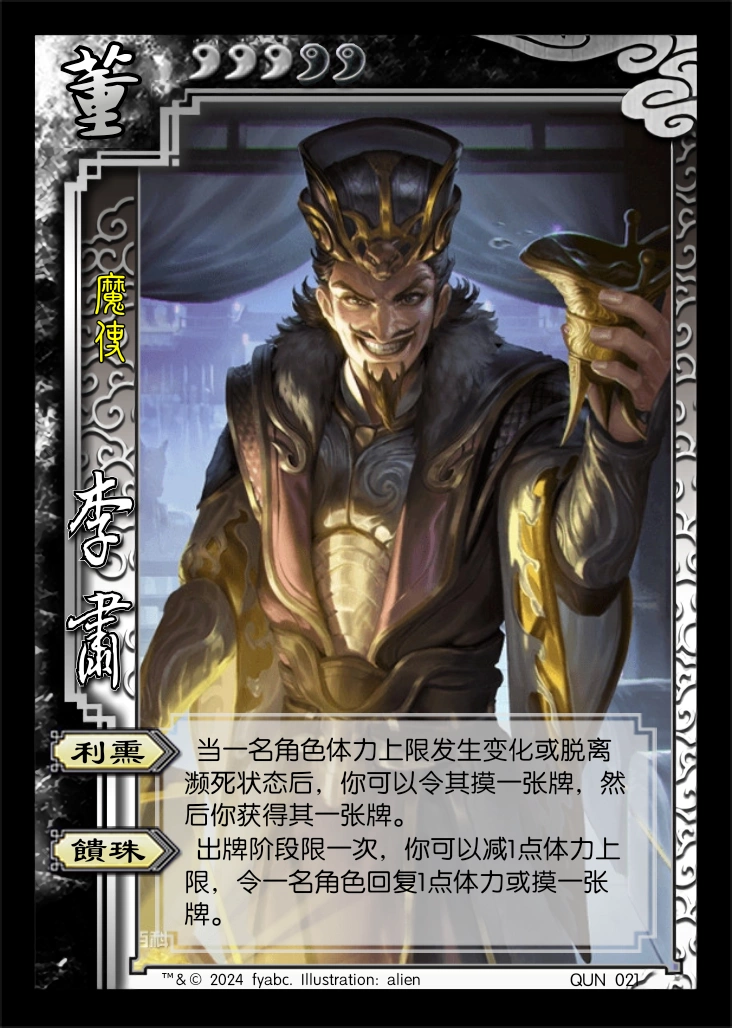 董
魔使
李肃
利熏
当一名角色体力上限发生变化或脱离
濒死状态后，你可以令其摸一张牌，然
后你获得其一张牌。
饋珠
出牌阶段限一次，你可以减1点体力上
限，令一名角色回复1点体力或摸一张
牌。
™&© 2024 fyabc. Illustration: alien
QUN 021